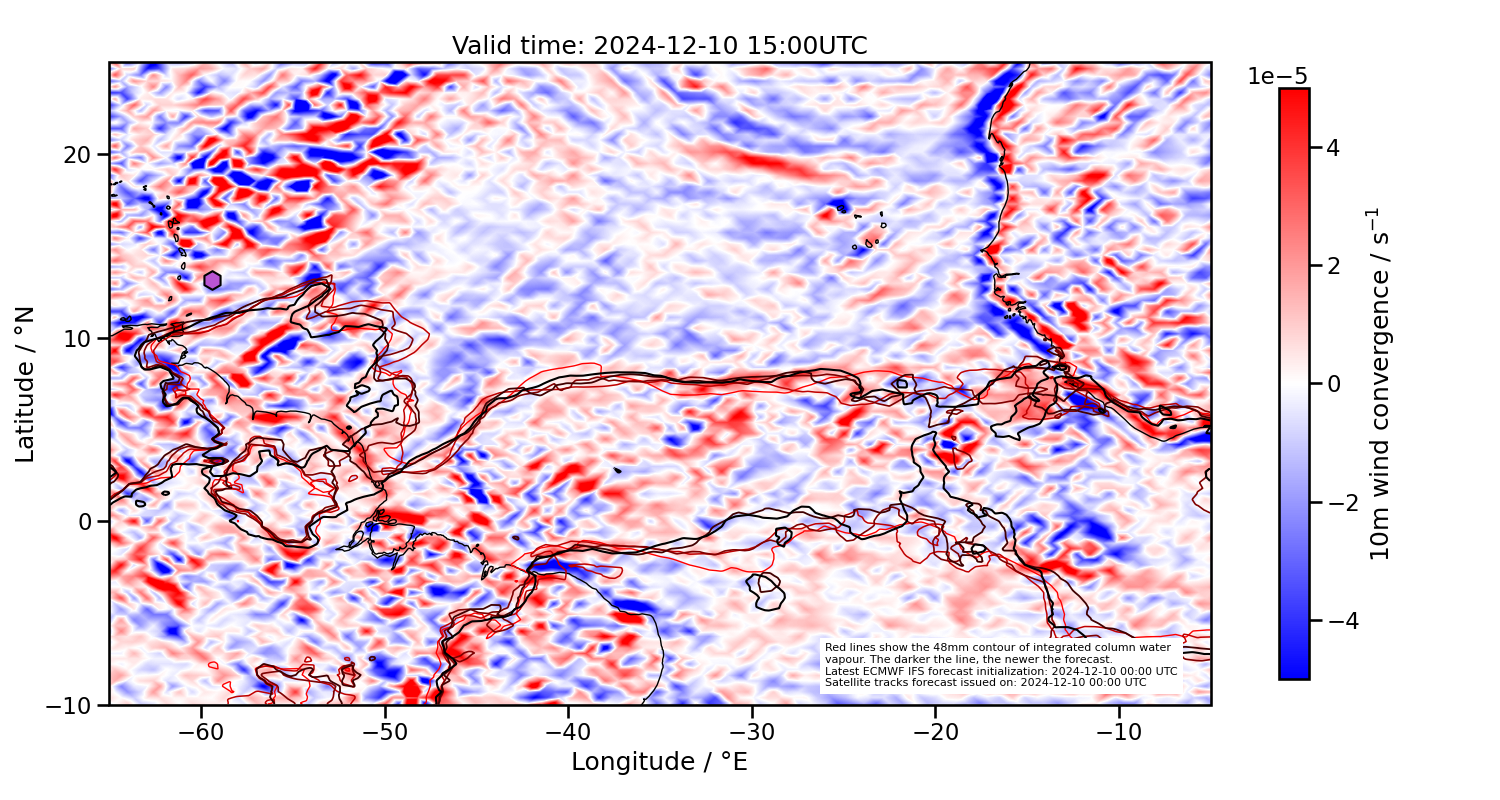 Valid time: 2024-12-10 15:00UTC
1e−5
20
10
0
−10
Latitude / °N
−60
−50
−40
−30
−20
−10
Longitude / °E
4
2
0
−2
−4
10m wind convergence / s⁻¹
Red lines show the 48mm contour of integrated column water
vapour. The darker the line, the newer the forecast.
Latest ECMWF IFS forecast initialization: 2024-12-10 00:00 UTC
Satellite tracks forecast issued on: 2024-12-10 00:00 UTC